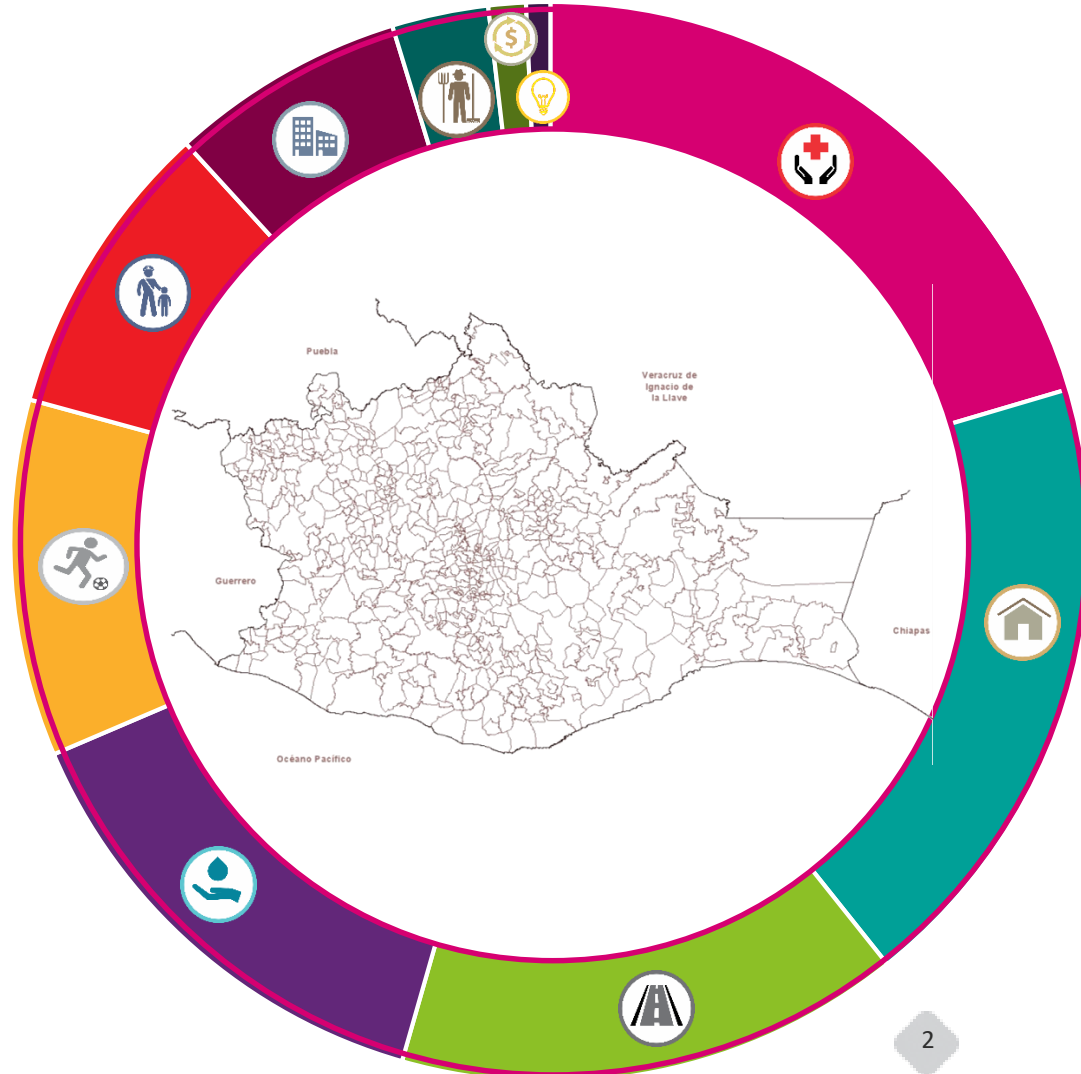 $
Puebla
Veracruz de
Ignacio de
la Llave
Guerrero
Chiapas
Océano Pacífico
2